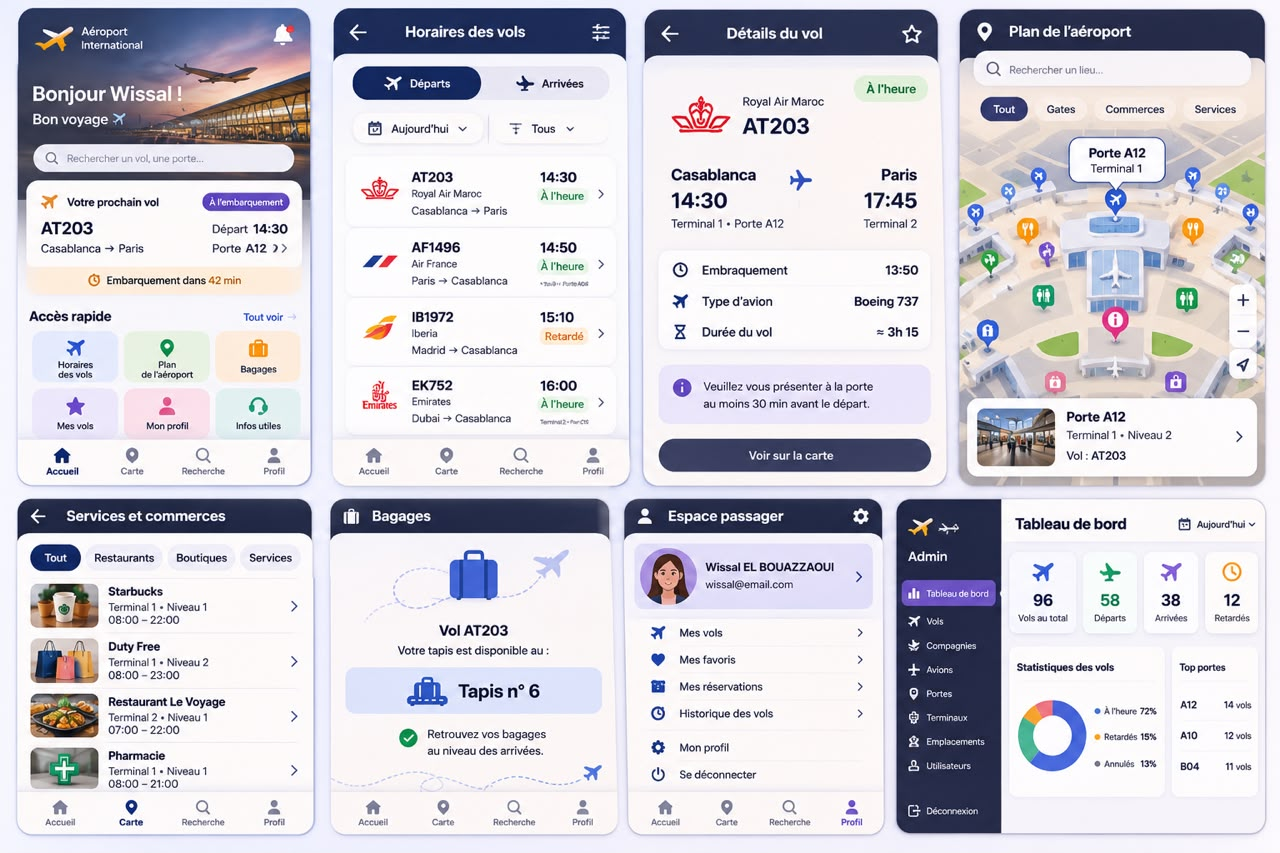 Aéroport
International
Bonjour Wissal !
Bon voyage
Rechercher un vol, une porte...
Votre prochain vol
À l'embarquement
AT203
Départ 14:30
Casablanca → Paris
Porte A12
Embarquement dans 42 min
Accès rapide
Tout voir →
Horaires
des vols
Plan
de l'aéroport
Bagages
Mes vols
Mon profil
Infos utiles
Accueil
Carte
Recherche
Profil
Horaires des vols
Départs
Arrivées
Aujourd'hui
Tous
AT203
14:30
Royal Air Maroc
À l'heure
Casablanca → Paris
AF1496
14:50
Air France
À l'heure
Paris → Casablanca
IB1972
15:10
Iberia
Retardé
Madrid → Casablanca
EK752
16:00
Emirates
Emirates
À l'heure
Dubai → Casablanca
Accueil
Carte
Recherche
Profil
Détails du vol
À l'heure
Royal Air Maroc
AT203
Casablanca
Paris
14:30
17:45
Terminal 1 • Porte A12
Terminal 2
Embraquement
13:50
Type d'avion
Boeing 737
Durée du vol
≈ 3h 15
Veuillez vous présenter à la porte
au moins 30 min avant le départ.
Voir sur la carte
Plan de l'aéroport
Rechercher un lieu...
Tout
Gates
Commerces
Services
Porte A12
Terminal 1
Porte A12
Terminal 1 • Niveau 2
Vol : AT203
Services et commerces
Tout
Restaurants
Boutiques
Services
Starbucks
Terminal 1 • Niveau 1
08:00 – 22:00
Duty Free
Terminal 1 • Niveau 2
08:00 – 23:00
Restaurant Le Voyage
Terminal 2 • Niveau 1
07:00 – 22:00
Pharmacie
Terminal 1 • Niveau 1
08:00 – 21:00
Accueil
Carte
Recherche
Profil
Bagages
Vol AT203
Votre tapis est disponible au :
Tapis n° 6
Retrouvez vos bagages
au niveau des arrivées.
Accueil
Carte
Recherche
Profil
Espace passager
Wissal EL BOUAZZAOUI
wissal@email.com
Mes vols
Mes favoris
Mes réservations
Historique des vols
Mon profil
Se déconnecter
Accueil
Carte
Recherche
Profil
Admin
Tableau de bord
Vols
Compagnies
Avions
Portes
Terminaux
Emplacements
Utilisateurs
Déconnexion
Tableau de bord
Aujourd'hui
96
Vols au total
58
Départs
38
Arrivées
12
Retardés
Statistiques des vols
À l'heure 72%
Retardés 15%
Annulés 13%
Top portes
A12 14 vols
A10 12 vols
B04 11 vols